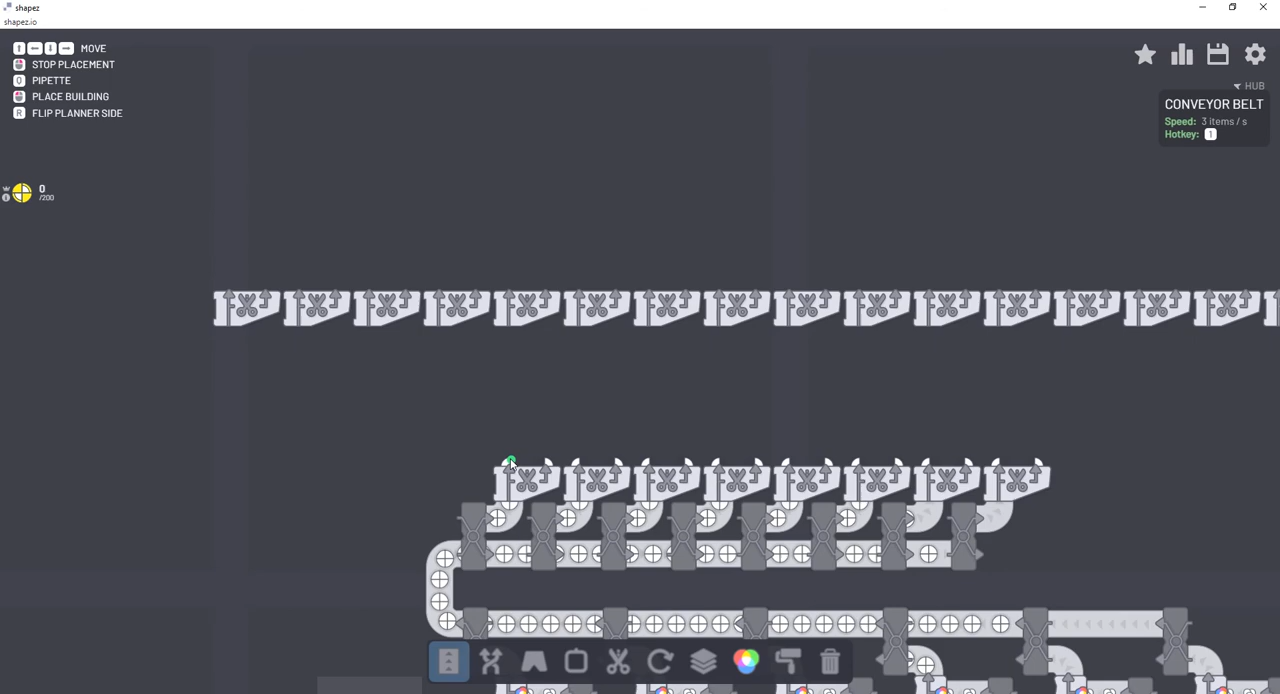 shapez
shapez.io
MOVE
STOP PLACEMENT
O PIPETTE
PLACE BUILDING
R FLIP PLANNER SIDE
HUB
CONVEYOR BELT
Speed: 3 items / s
Hotkey: 1
0
/200